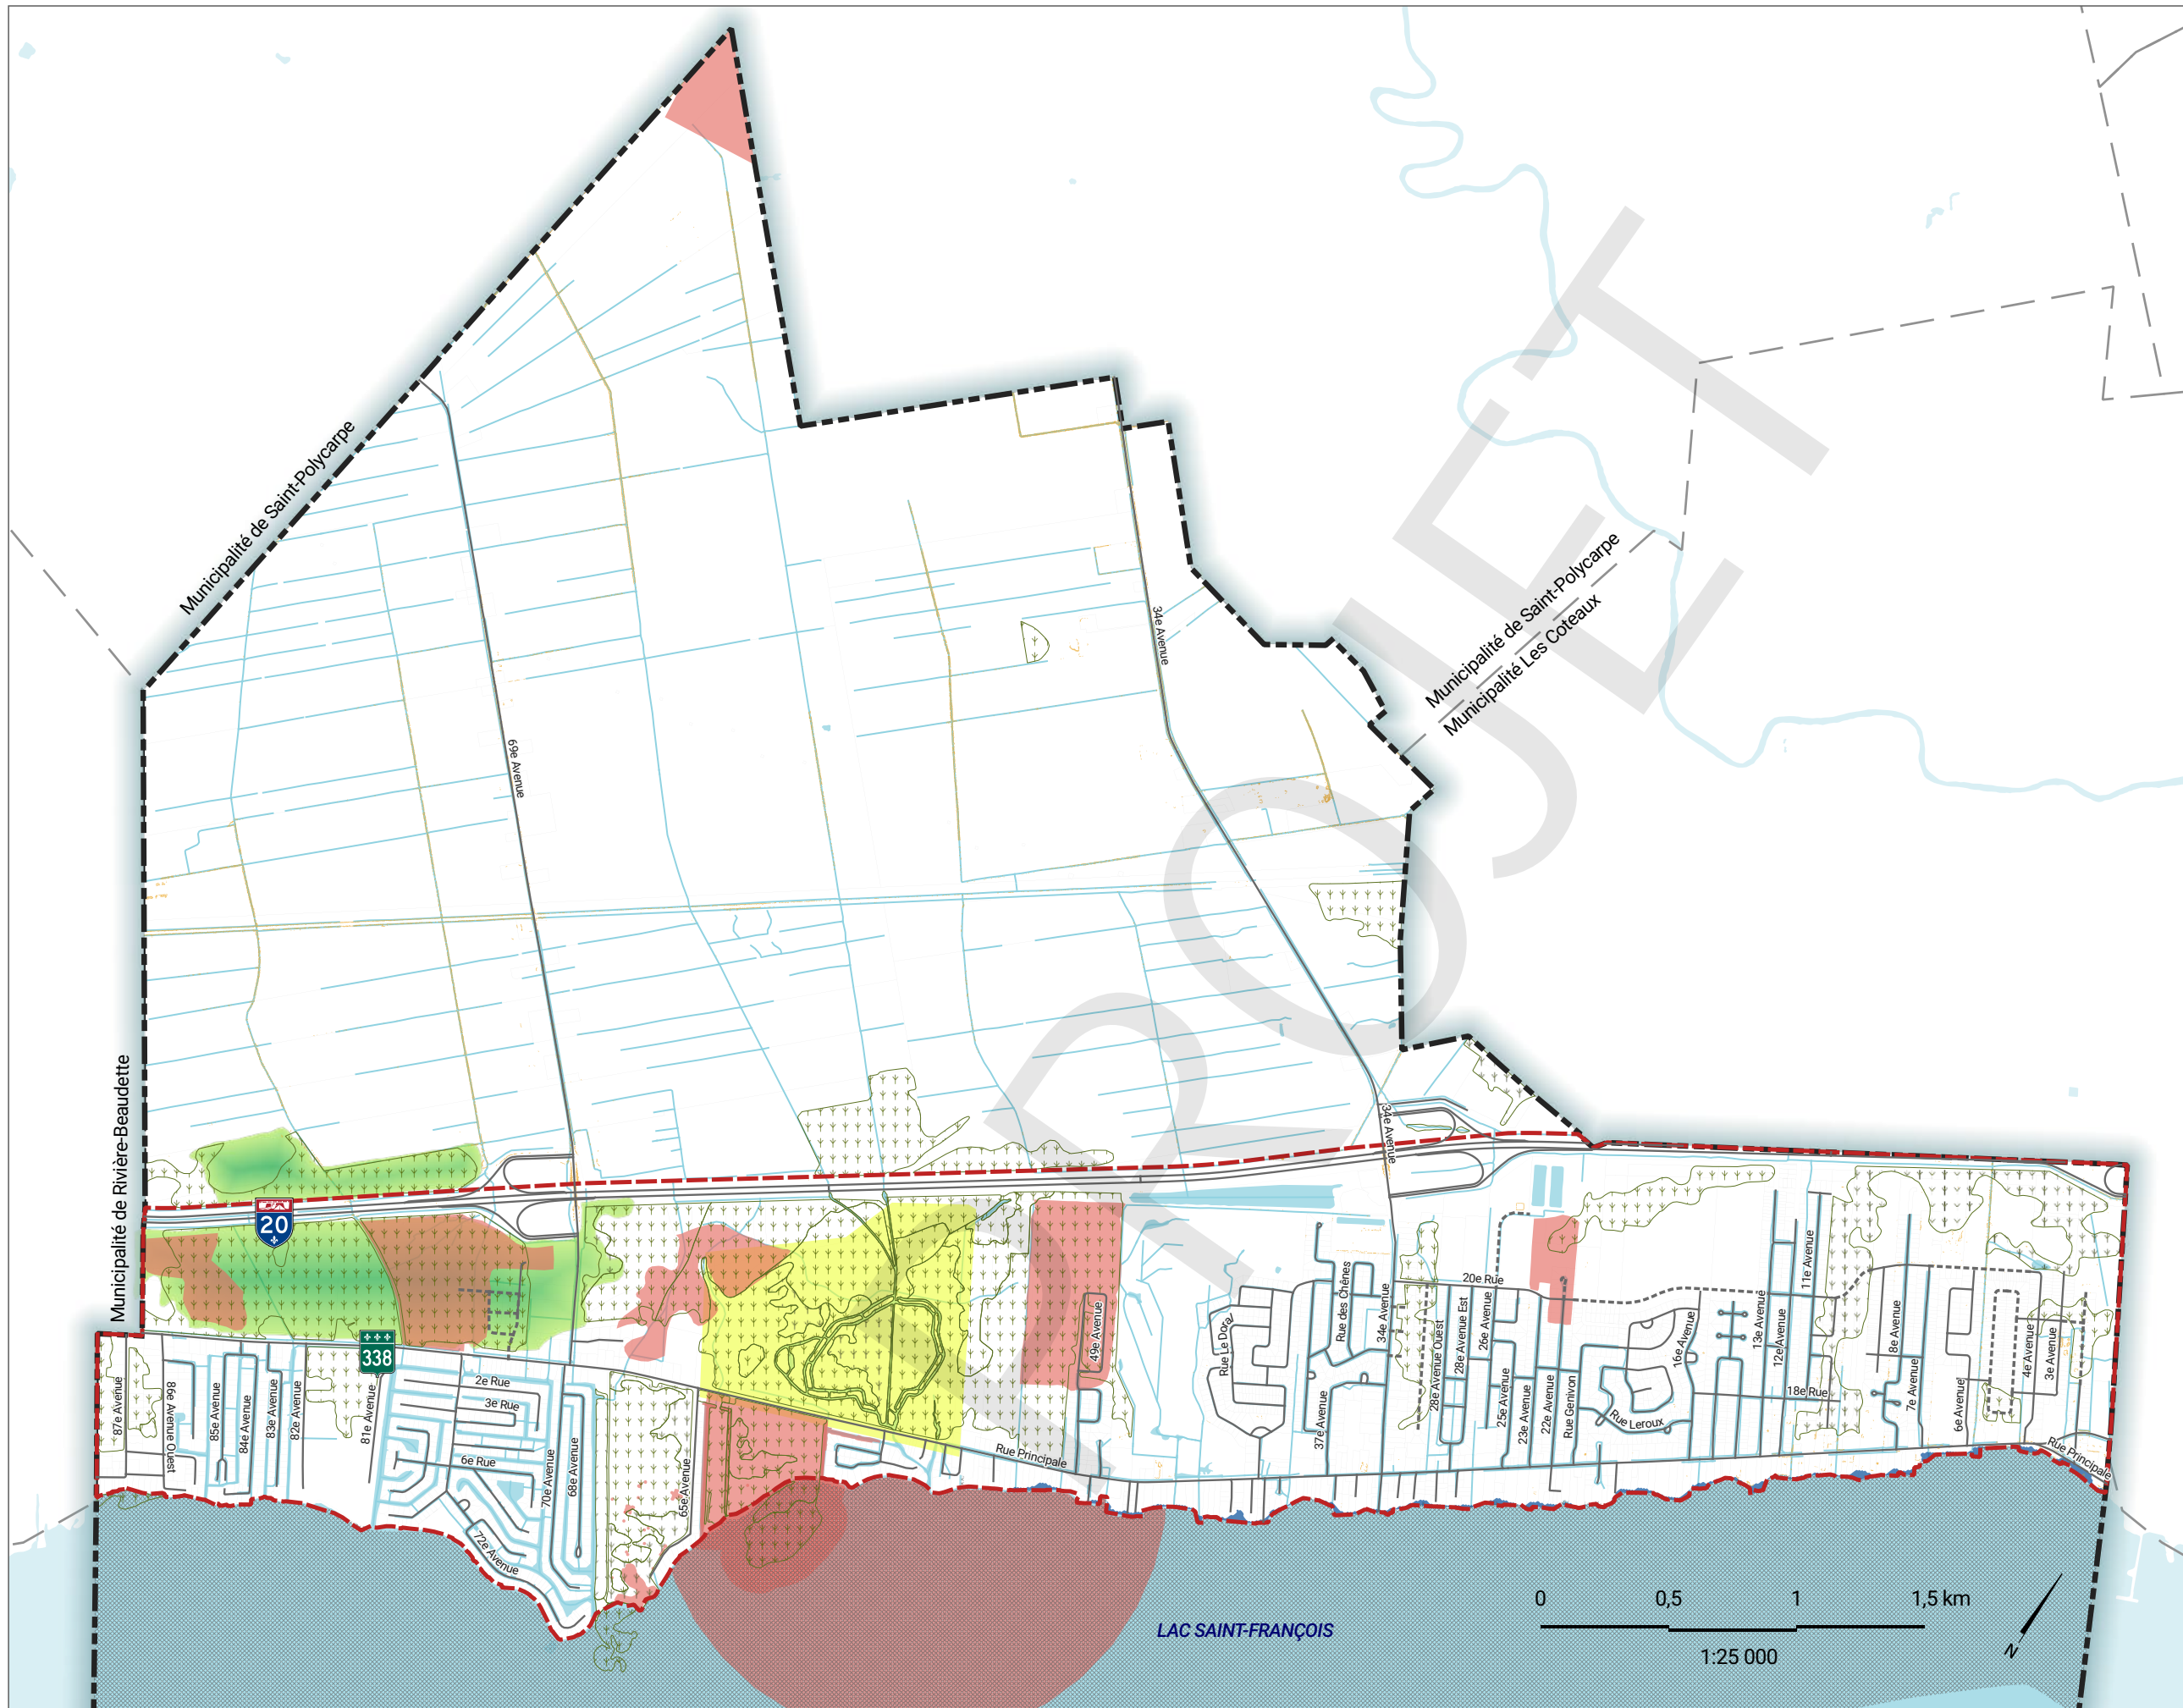 PROJET
Municipalité de Saint-Polycarpe
Municipalité de Saint-Polycarpe
Municipalité Les Coteaux
Municipalité de Rivière-Beaudette
69e Avenue
34e Avenue
34e Avenue
20
338
87e Avenue
86e Avenue Ouest
85e Avenue
84e Avenue
83e Avenue
82e Avenue
81e Avenue
2e Rue
3e Rue
6e Rue
72e Avenue
70e Avenue
68e Avenue
65e Avenue
Rue Principale
49e Avenue
Rue Le Doral
Rue des Chênes
37e Avenue
34e Avenue
20e Rue
28e Avenue Ouest
28e Avenue Est
26e Avenue
25e Avenue
23e Avenue
22e Avenue
Rue Genivon
Rue Leroux
16e Avenue
13e Avenue
12e Avenue
11e Avenue
18e Rue
8e Avenue
7e Avenue
6e Avenue
4e Avenue
3e Avenue
Rue Principale
LAC SAINT-FRANÇOIS
0 0,5 1 1,5 km
1:25 000
N